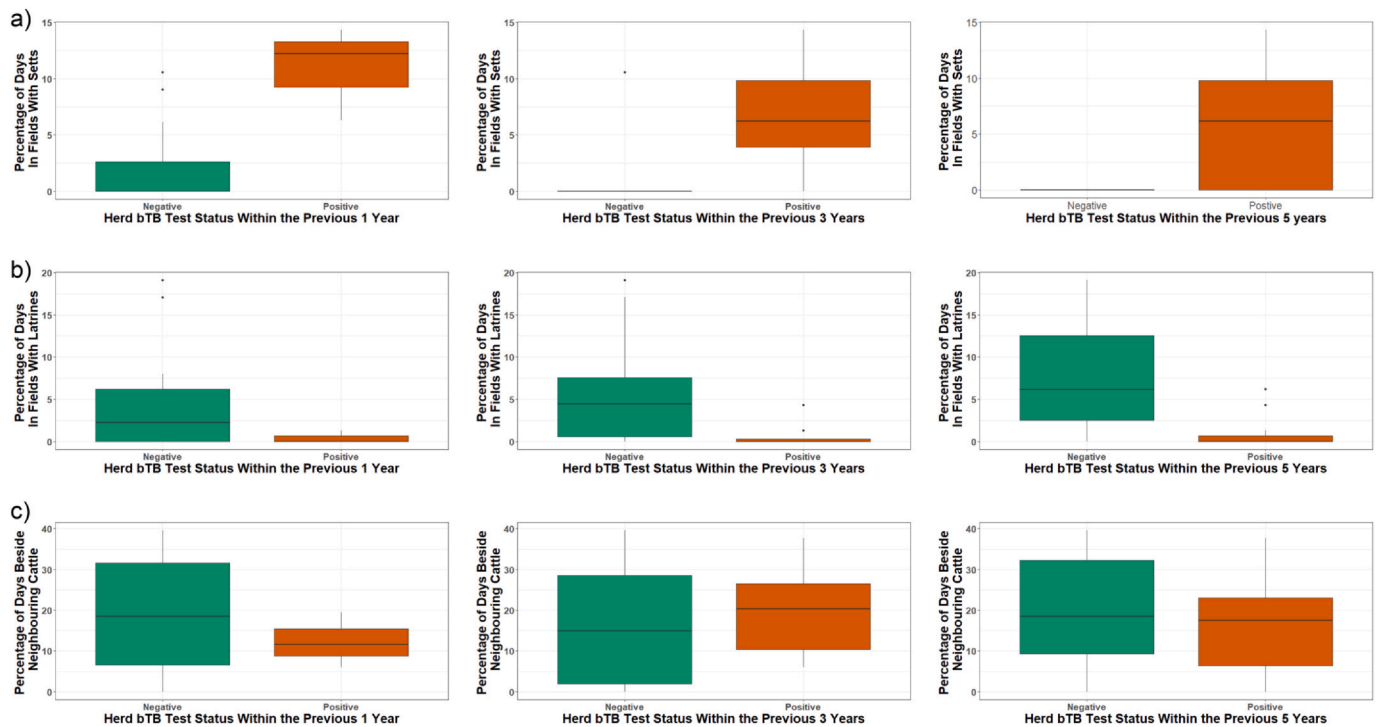 a)
Percentage of Days
In Fields With Setts
15
10
5
0
Negative
Positive
Herd bTB Test Status Within the Previous 1 Year
Percentage of Days
In Fields With Setts
15
10
5
0
Negative
Positive
Herd bTB Test Status Within the Previous 3 Years
Percentage of Days
In Fields With Setts
15
10
5
0
Negative
Postive
Herd bTB Test Status Within the Previous 5 years
b)
Percentage of Days
In Fields With Latrines
20
15
10
5
0
Negative
Positive
Herd bTB Test Status Within the Previous 1 Year
Percentage of Days
In Fields With Latrines
20
15
10
5
0
Negative
Positive
Herd bTB Test Status Within the Previous 3 Years
Percentage of Days
In Fields With Latrines
20
15
10
5
0
Negative
Positive
Herd bTB Test Status Within the Previous 5 Years
c)
Percentage of Days Beside
Neighbouring Cattle
40
30
20
10
0
Negative
Positive
Herd bTB Test Status Within the Previous 1 Year
Percentage of Days Beside
Neighbouring Cattle
40
30
20
10
0
Negative
Positive
Herd bTB Test Status Within the Previous 3 Years
Percentage of Days Beside
Neighbouring Cattle
40
30
20
10
0
Negative
Positive
Herd bTB Test Status Within the Previous 5 Years